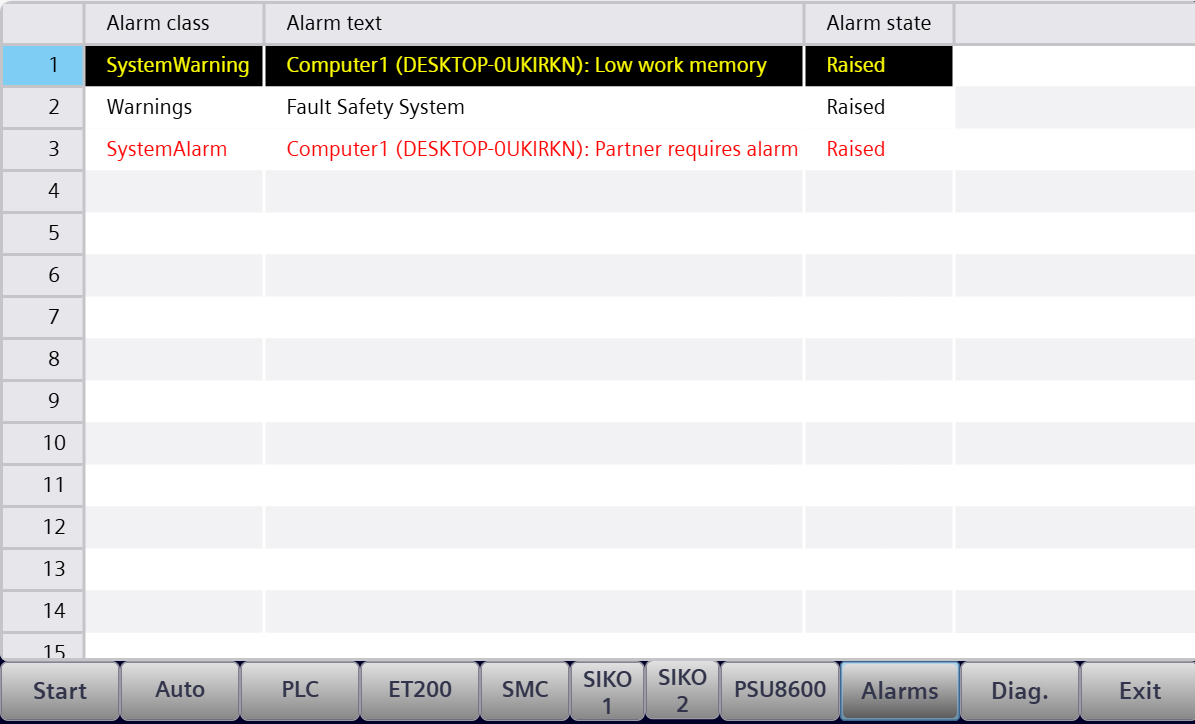 Alarm class Alarm text Alarm state
1 SystemWarning Computer1 (DESKTOP-0UKIRKN): Low work memory Raised
2 Warnings Fault Safety System Raised
3 SystemAlarm Computer1 (DESKTOP-0UKIRKN): Partner requires alarm Raised
4
5
6
7
8
9
10
11
12
13
14
15
Start Auto PLC ET200 SMC SIKO 1 SIKO 2 PSU8600 Alarms Diag. Exit